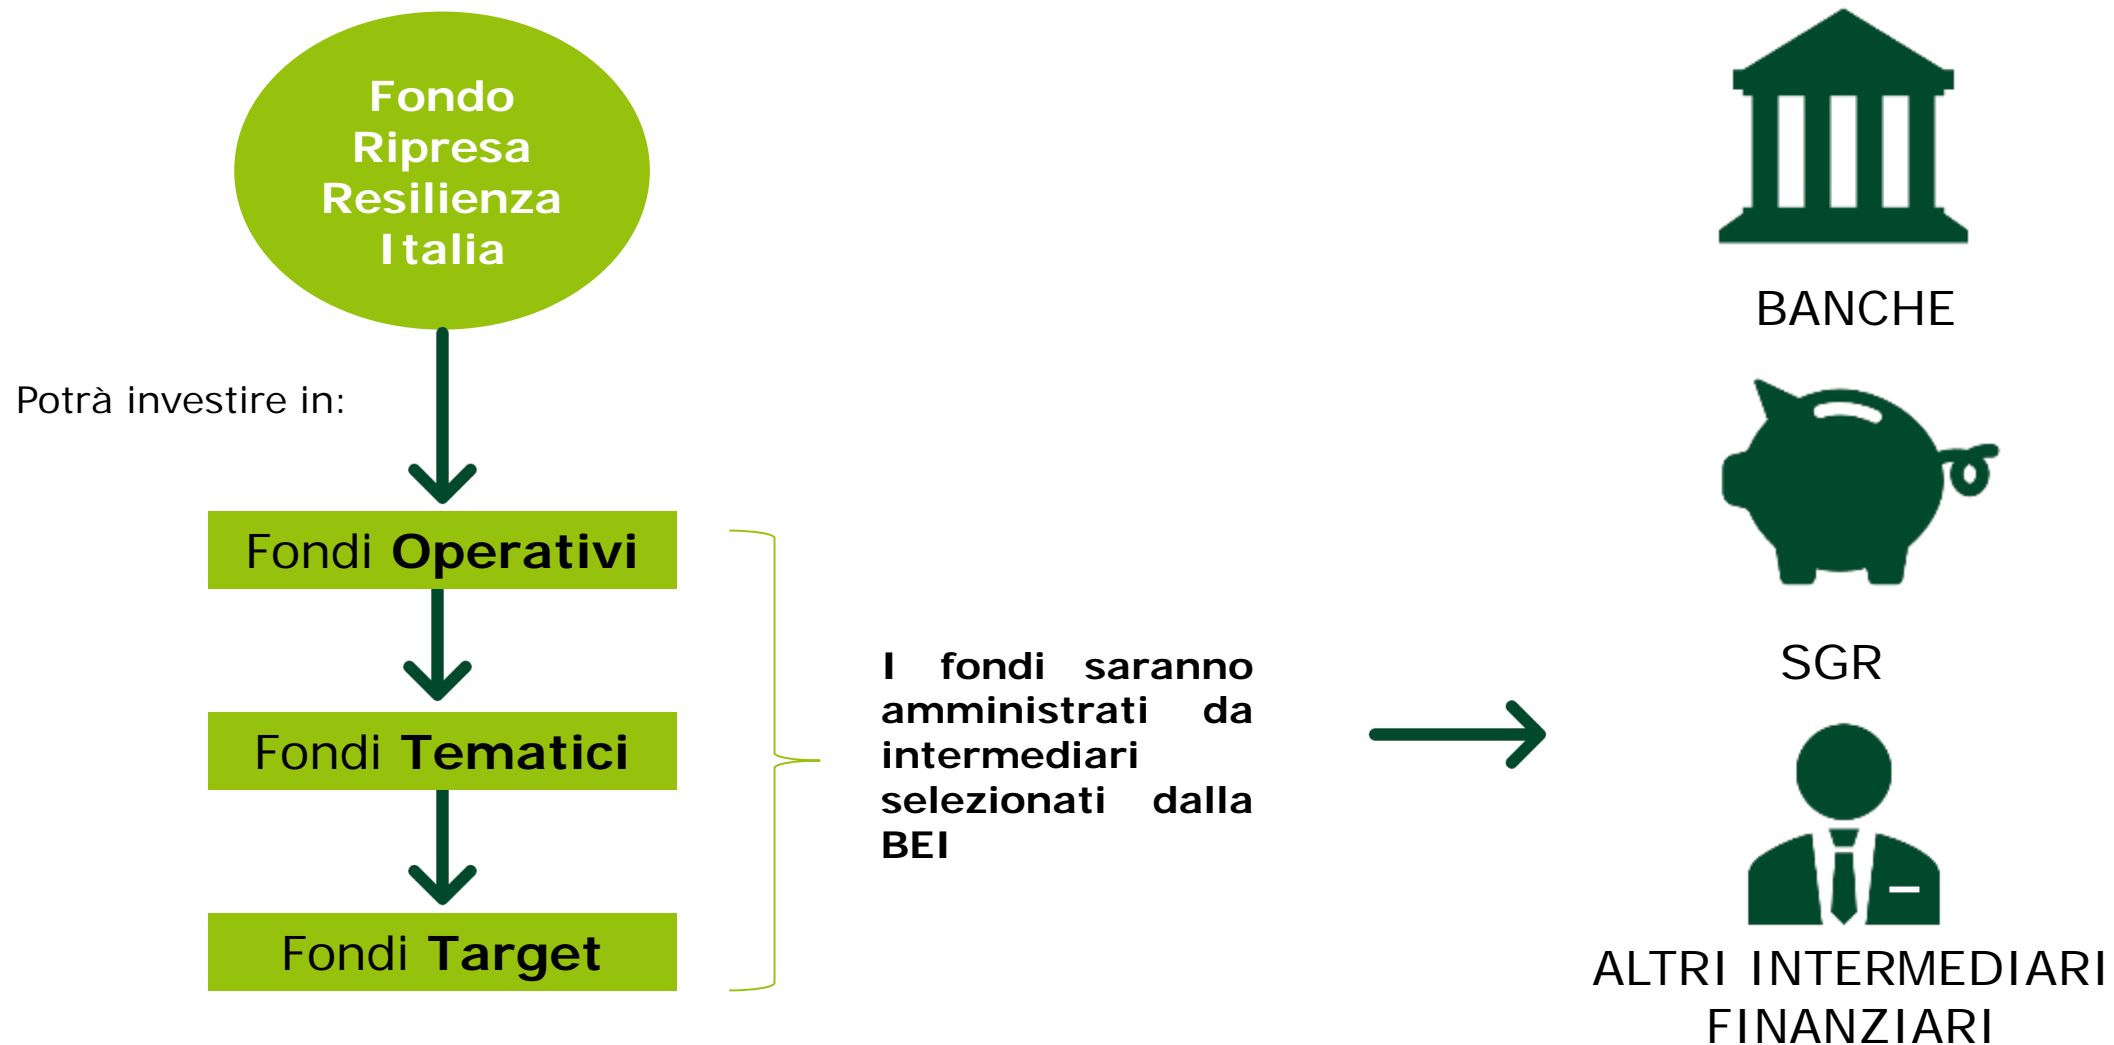 Fondo
Ripresa
Resilienza
Italia
Potrà investire in:
Fondi Operativi
Fondi Tematici
Fondi Target
I fondi saranno
amministrati da
intermediari
selezionati dalla
BEI
BANCHE
SGR
ALTRI INTERMEDIARI
FINANZIARI